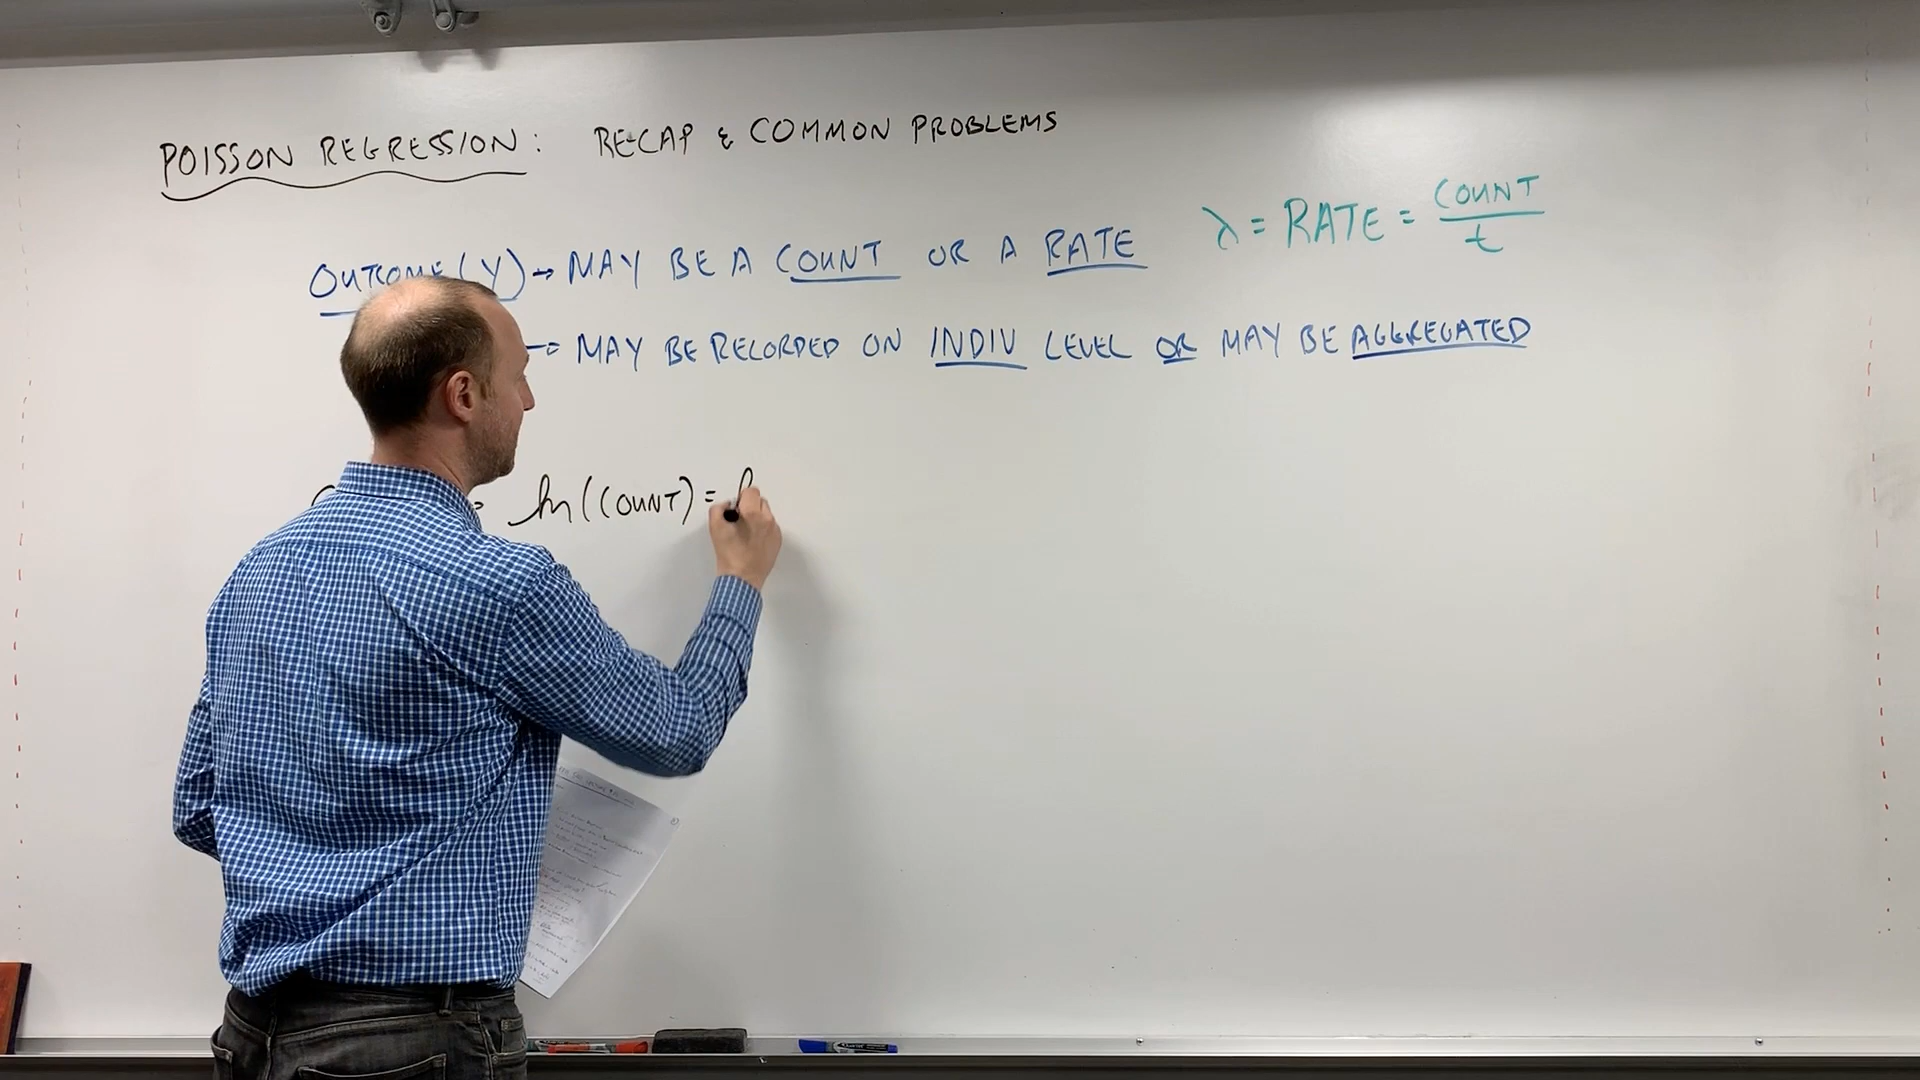 POISSON REGRESSION: RECAP & COMMON PROBLEMS
λ = RATE = COUNT / t
OUTCOME (Y) → MAY BE A COUNT OR A RATE
→ MAY BE RECORDED ON INDIV LEVEL OR MAY BE AGGREGATED
ln(COUNT) =